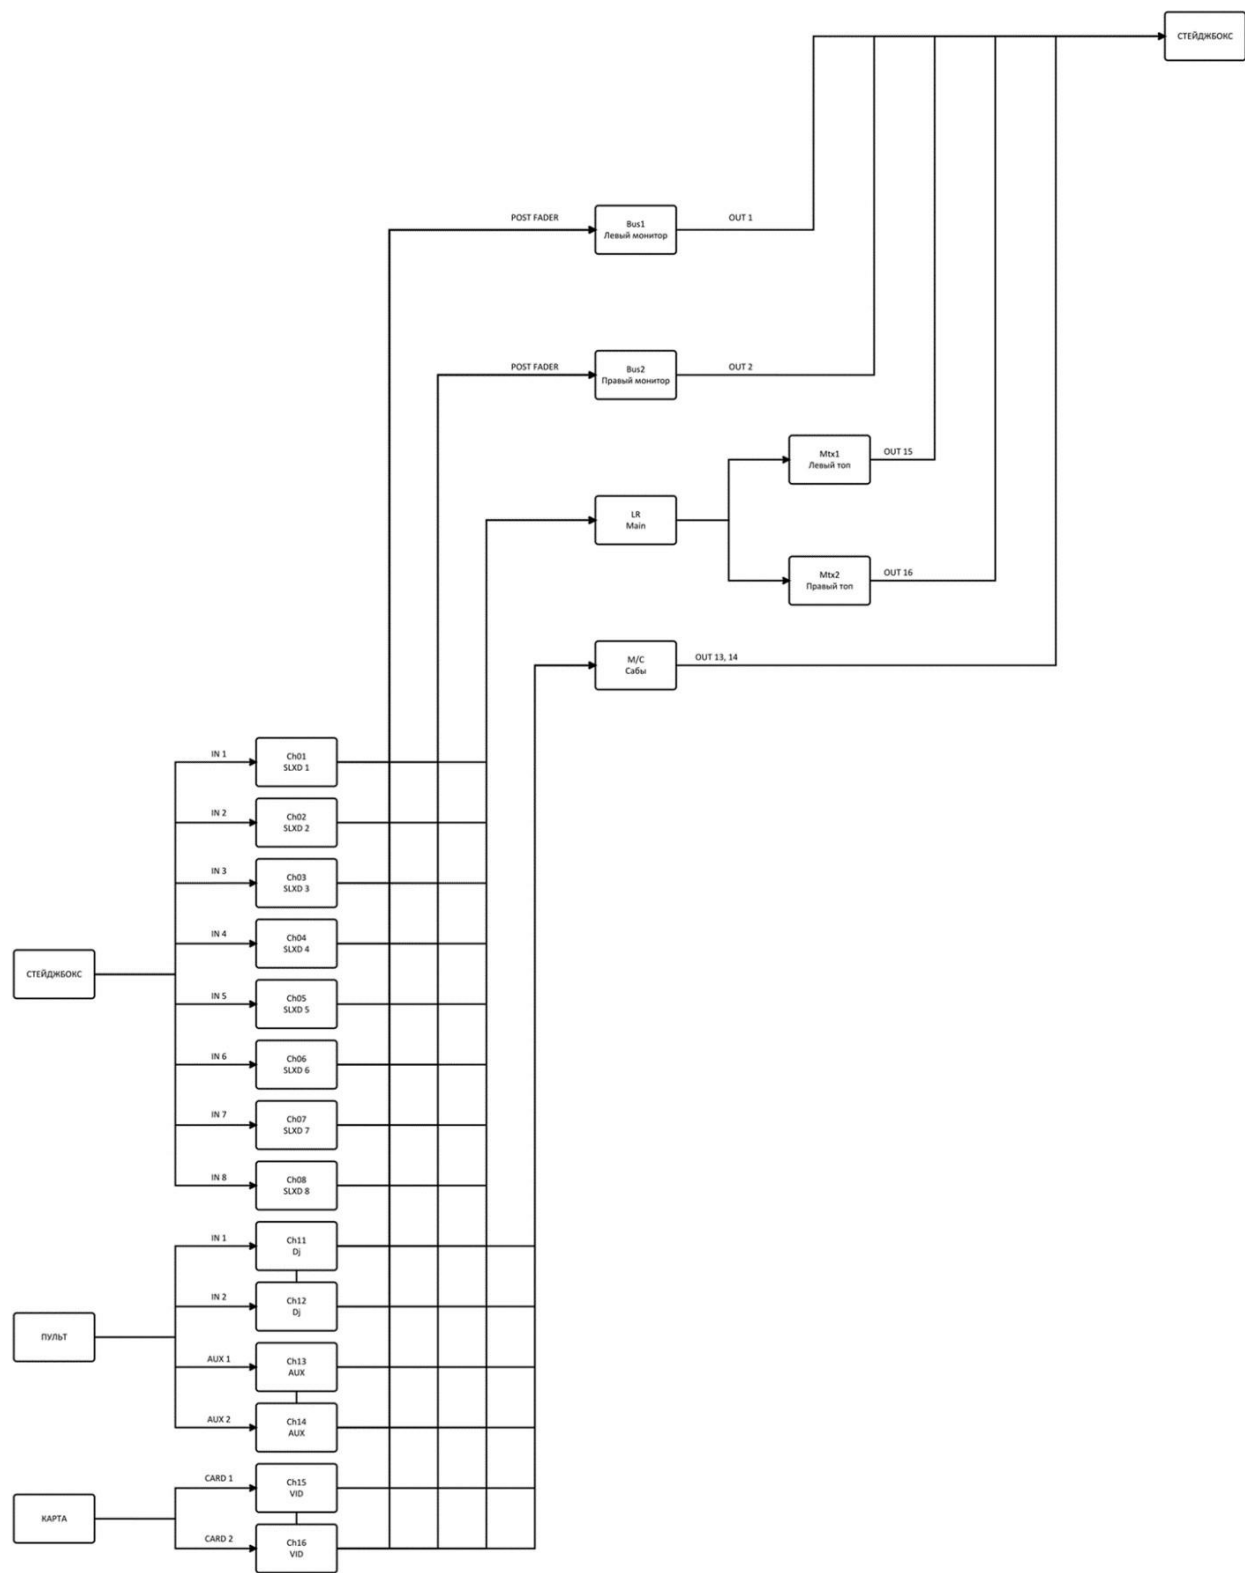 СТЕЙДЖБОКС
POST FADER
Bus1
Левый монитор
OUT 1
POST FADER
Bus2
Правый монитор
OUT 2
Mtx1
Левый топ
OUT 15
LR
Main
Mtx2
Правый топ
OUT 16
M/C
Сабы
OUT 13, 14
IN 1
Ch01
SLXD 1
IN 2
Ch02
SLXD 2
IN 3
Ch03
SLXD 3
IN 4
Ch04
SLXD 4
СТЕЙДЖБОКС
IN 5
Ch05
SLXD 5
IN 6
Ch06
SLXD 6
IN 7
Ch07
SLXD 7
IN 8
Ch08
SLXD 8
IN 1
Ch11
Dj
IN 2
Ch12
Dj
ПУЛЬТ
AUX 1
Ch13
AUX
AUX 2
Ch14
AUX
CARD 1
Ch15
VID
КАРТА
CARD 2
Ch16
VID